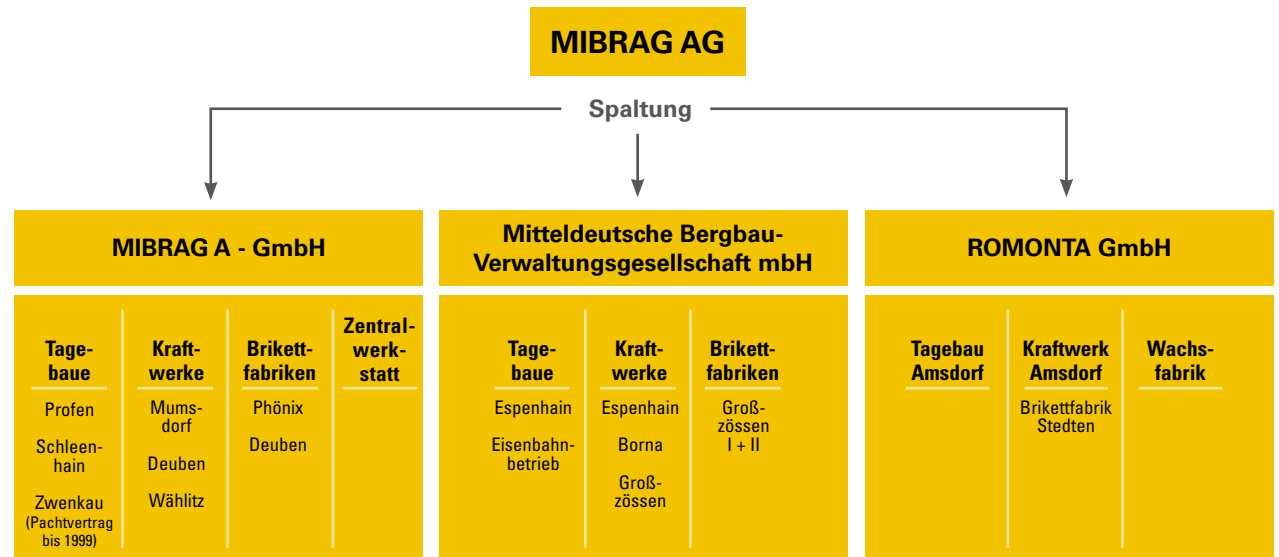 MIBRAG AG
Spaltung
MIBRAG A - GmbH
Tage-
baue
Profen
Schleen-
hain
Zwenkau
(Pachtvertrag
bis 1999)
Kraft-
werke
Mums-
dorf
Deuben
Wählitz
Brikett-
fabriken
Phönix
Deuben
Zentral-
werk-
statt
Mitteldeutsche Bergbau-
Verwaltungsgesellschaft mbH
Tage-
baue
Espenhain
Eisenbahn-
betrieb
Kraft-
werke
Espenhain
Borna
Groß-
zössen
Brikett-
fabriken
Groß-
zössen
I + II
ROMONTA GmbH
Tagebau
Amsdorf
Kraftwerk
Amsdorf
Brikettfabrik
Stedten
Wachs-
fabrik